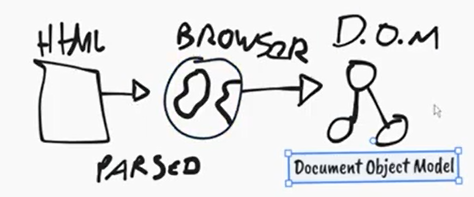 HTML
BROWSER
D.O.M
PARSED
Document Object Model